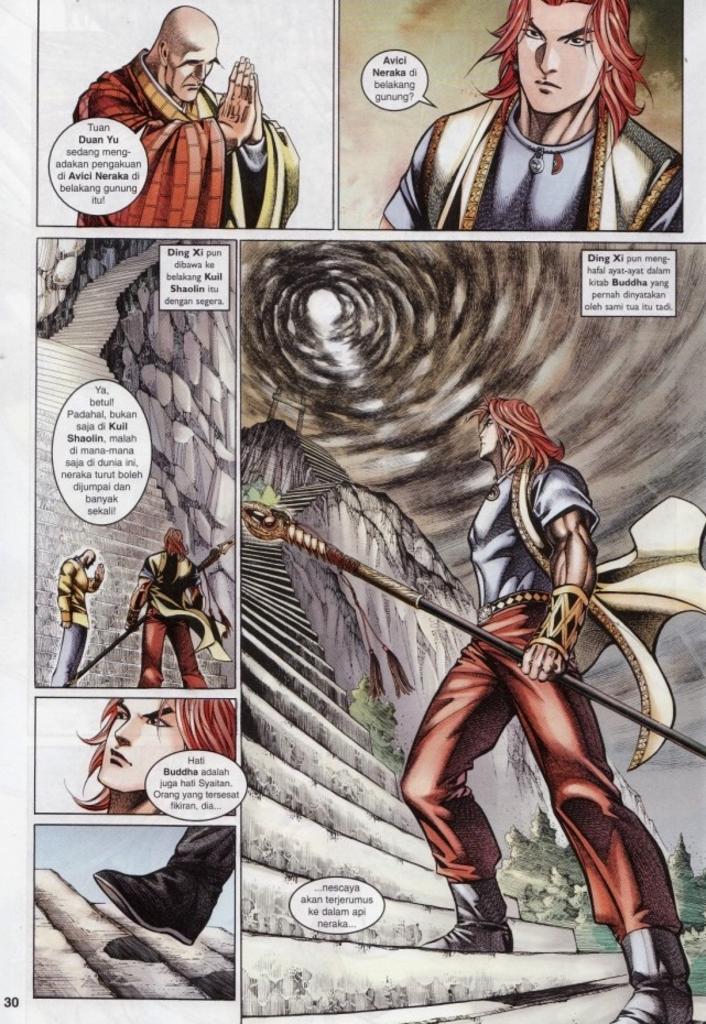 Tuan
Duan Yu
sedang meng-
adakan pengakuan
di Avici Neraka di
belakang gunung
itu!
Avici
Neraka di
belakang
gunung?
Ding Xi pun
dibawa ke
belakang Kuil
Shaolin itu
dengan segera.
Ya,
betul!
Padahal, bukan
saja di Kuil
Shaolin, malah
di mana-mana
saja di dunia ini,
neraka turut boleh
dijumpai dan
banyak
sekali!
Ding Xi pun meng-
hafal ayat-ayat dalam
kitab Buddha yang
pernah dinyatakan
oleh sami tua itu tadi.
Hati
Buddha adalah
juga hati Syaitan.
Orang yang tersesat
fikiran, dia...
...nescaya
akan terjerumus
ke dalam api
neraka...
30